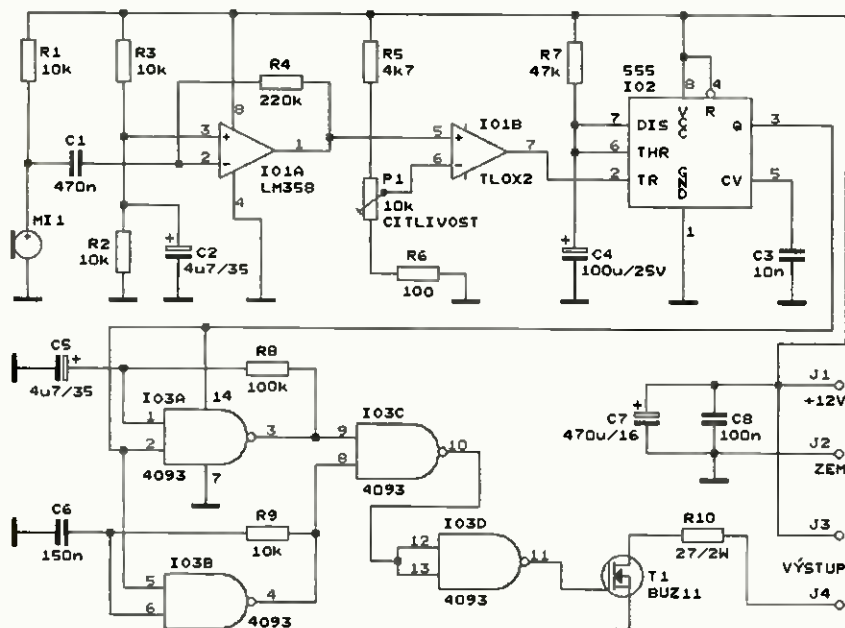 R1
10k
R3
10k
R4
220k
R5
4k7
R7
47k
555
IO2
8
4
VCC
R
7
DIS
Q
3
6
THR
2
TR
GND
CV
5
1
C1
470n
8
3
+
1
2
-
IO1A
LM358
4
5
+
IO1B
7
6
-
TL0X2
P1
10k
CITLIVOST
MI1
+
R2
10k
+
C2
4u7/35
R6
100
+
C4
100u/25V
C3
10n
C5
+
4u7/35
R8
100k
IO3A
14
1
3
2
4093
7
IO3C
9
10
8
4093
C6
150n
R9
10k
IO3B
5
4
6
4093
IO3D
12
11
13
4093
T1
BUZ11
R10
27/2W
+
C7
470u/16
C8
100n
J1
+12V
J2
ZEM
J3
VÝSTUP
J4